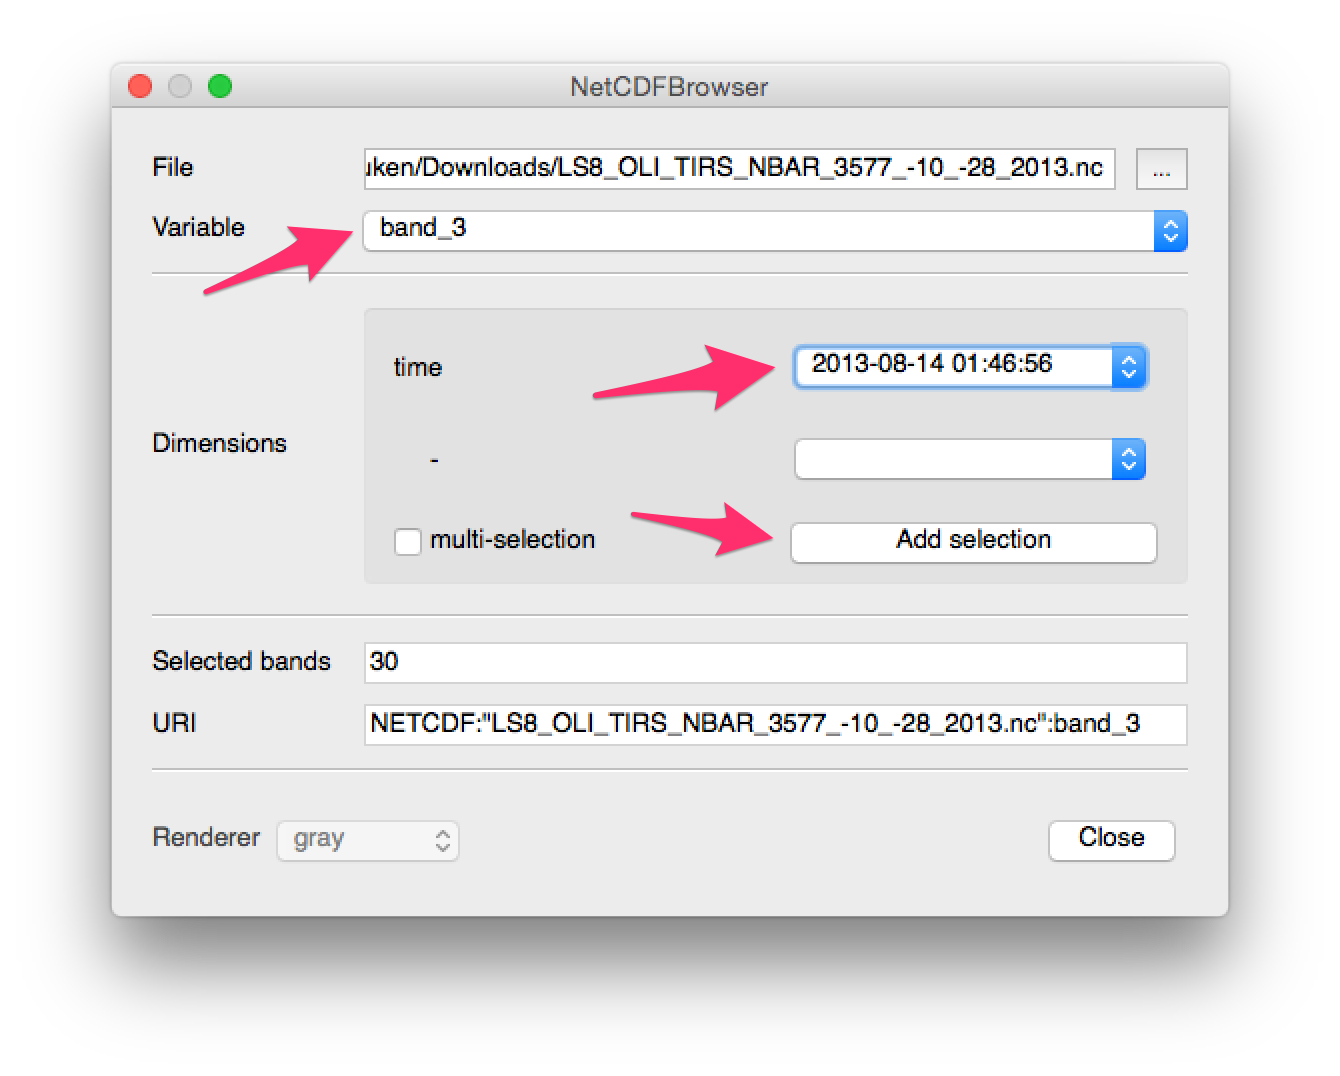 NetCDFBrowser
File
ıken/Downloads/LS8_OLI_TIRS_NBAR_3577_-10_-28_2013.nc
...
Variable
band_3
time
2013-08-14 01:46:56
Dimensions
-
multi-selection
Add selection
Selected bands
30
URI
NETCDF:"LS8_OLI_TIRS_NBAR_3577_-10_-28_2013.nc":band_3
Renderer
gray
Close